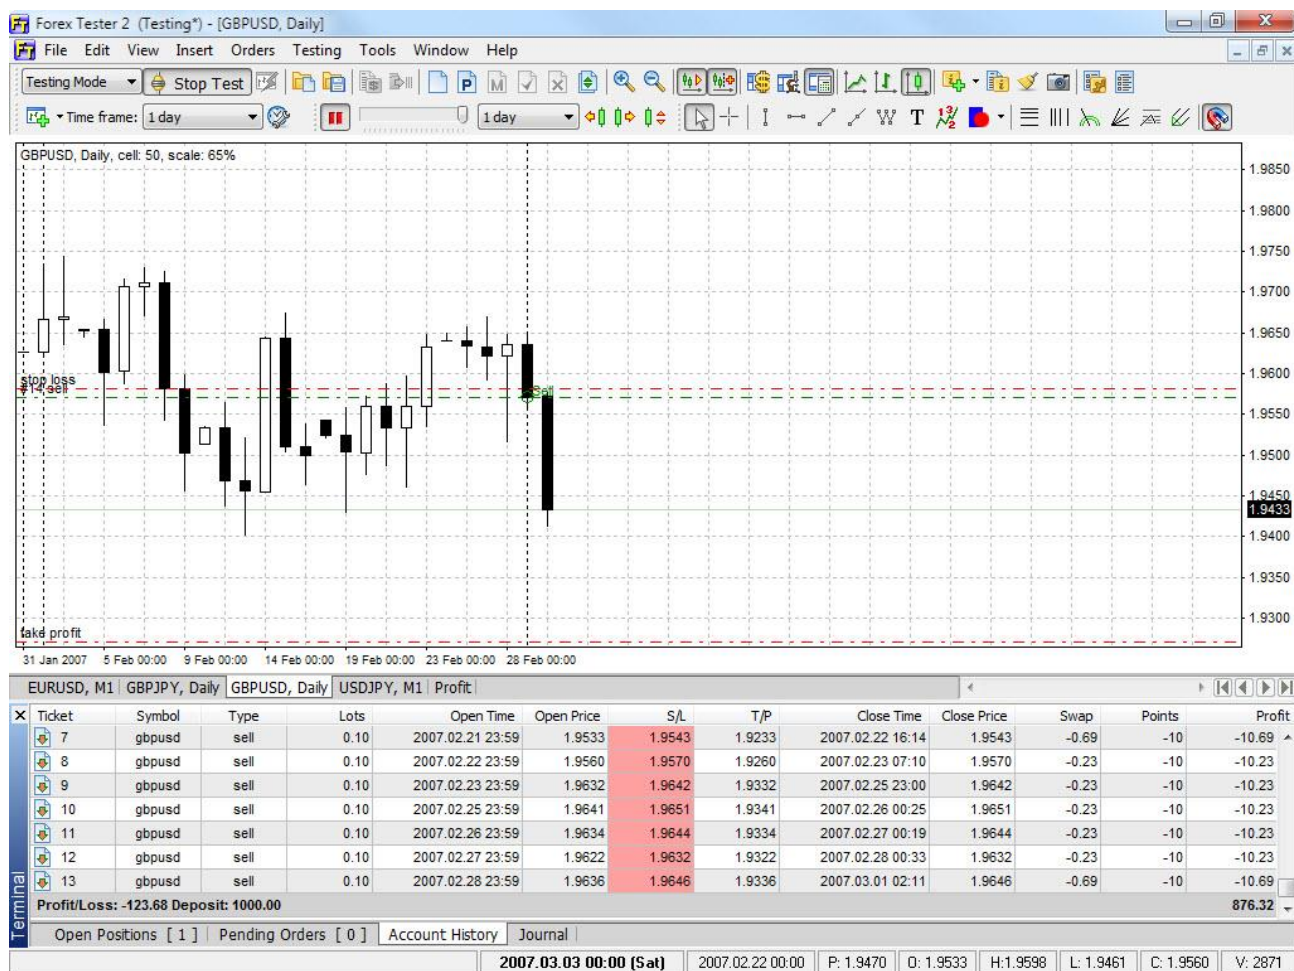 Forex Tester 2 (Testing*) - [GBPUSD, Daily]
File Edit View Insert Orders Testing Tools Window Help
Testing Mode Stop Test
Time frame: 1 day 1 day
GBPUSD, Daily, cell: 50, scale: 65%
1.9850
1.9800
1.9750
1.9700
1.9650
1.9600
stop loss
#14 sell
Sell
1.9550
1.9500
1.9450
1.9433
1.9400
1.9350
1.9300
take profit
31 Jan 2007 5 Feb 00:00 9 Feb 00:00 14 Feb 00:00 19 Feb 00:00 23 Feb 00:00 28 Feb 00:00
EURUSD, M1 GBPJPY, Daily GBPUSD, Daily USDJPY, M1 Profit
Ticket Symbol Type Lots Open Time Open Price S/L T/P Close Time Close Price Swap Points Profit
7 gbpusd sell 0.10 2007.02.21 23:59 1.9533 1.9543 1.9233 2007.02.22 16:14 1.9543 -0.69 -10 -10.69
8 gbpusd sell 0.10 2007.02.22 23:59 1.9560 1.9570 1.9260 2007.02.23 07:10 1.9570 -0.23 -10 -10.23
9 gbpusd sell 0.10 2007.02.23 23:59 1.9632 1.9642 1.9332 2007.02.25 23:00 1.9642 -0.23 -10 -10.23
10 gbpusd sell 0.10 2007.02.25 23:59 1.9641 1.9651 1.9341 2007.02.26 00:25 1.9651 -0.23 -10 -10.23
11 gbpusd sell 0.10 2007.02.26 23:59 1.9634 1.9644 1.9334 2007.02.27 00:19 1.9644 -0.23 -10 -10.23
12 gbpusd sell 0.10 2007.02.27 23:59 1.9622 1.9632 1.9322 2007.02.28 00:33 1.9632 -0.23 -10 -10.23
13 gbpusd sell 0.10 2007.02.28 23:59 1.9636 1.9646 1.9336 2007.03.01 02:11 1.9646 -0.69 -10 -10.69
Profit/Loss: -123.68 Deposit: 1000.00 876.32
Terminal
Open Positions [ 1 ] Pending Orders [ 0 ] Account History Journal
2007.03.03 00:00 (Sat) 2007.02.22 00:00 P: 1.9470 O: 1.9533 H:1.9598 L: 1.9461 C: 1.9560 V: 2871